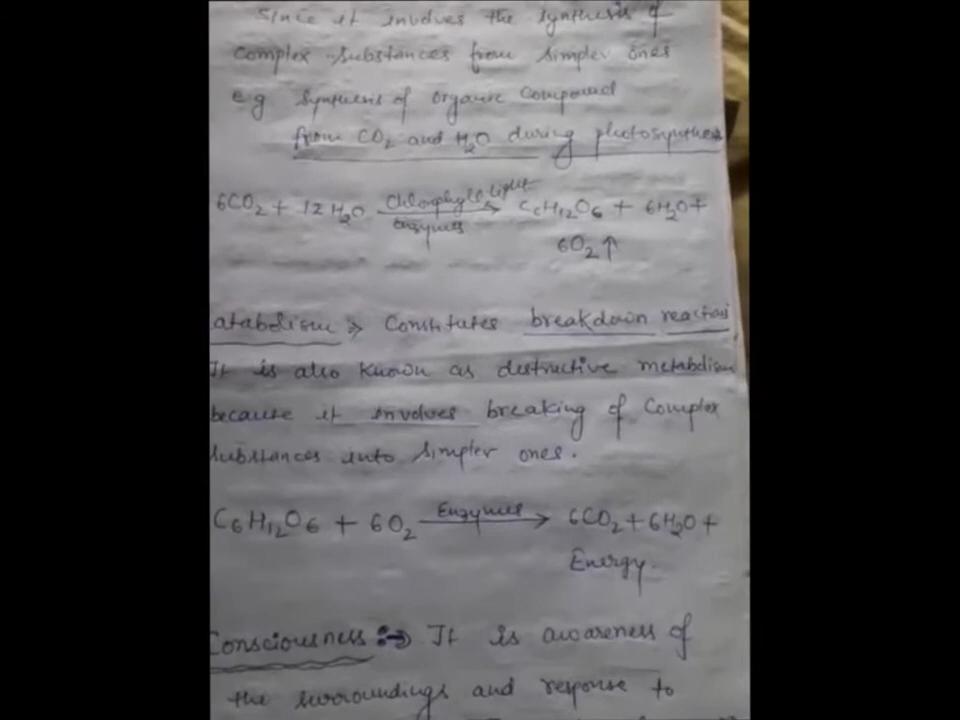 Since it involves the synthesis of
Complex substances from simpler ones
e.g synthesis of organic compound
from CO₂ and H₂O during photosynthes
6CO₂ + 12H₂O Chlorophyll light enzymes → C₆H₁₂O₆ + 6H₂O +
6O₂ ↑
atabolism → Constitutes breakdown reaction
It is also known as destructive metabolism
because it involves breaking of Complex
substances into simpler ones.
C₆H₁₂O₆ + 6O₂ Enzymes → 6CO₂ + 6H₂O +
Energy.
Consciousness :→ It is awareness of
the surroundings and response to